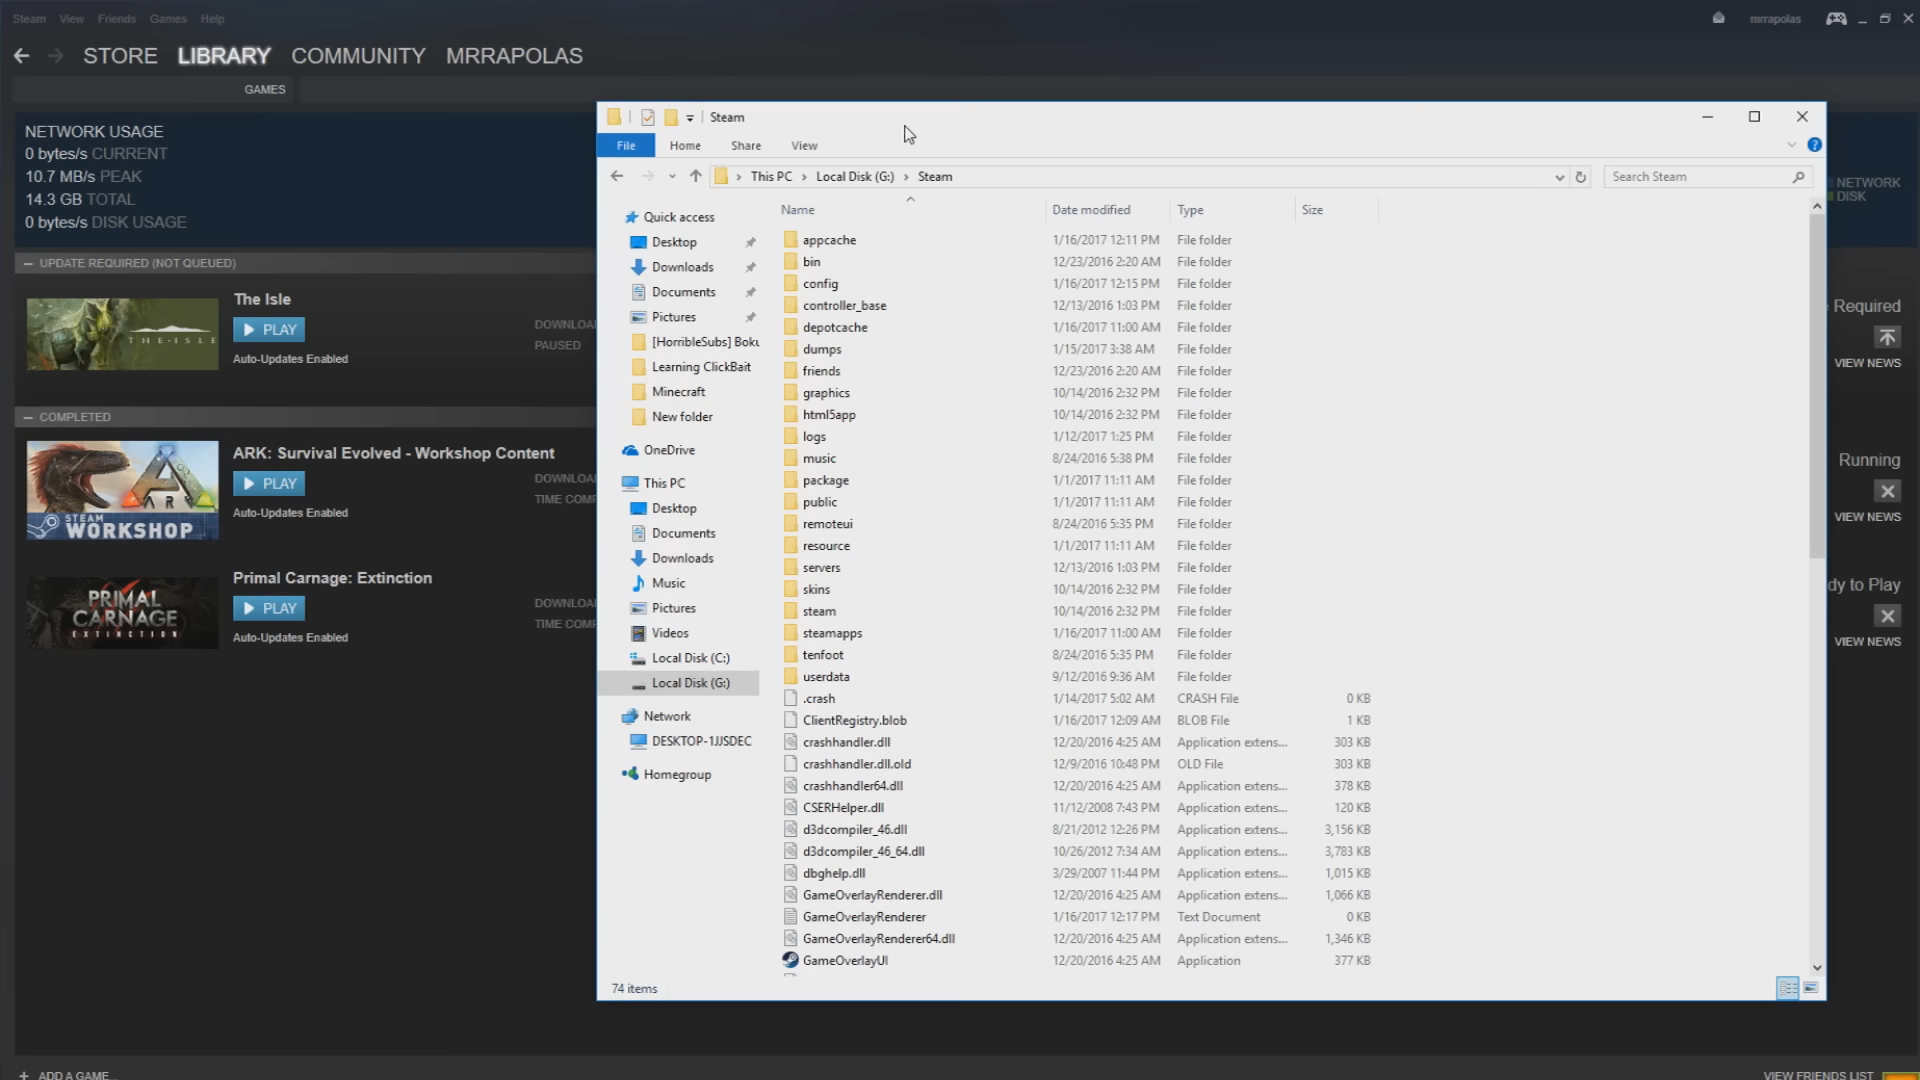 Steam View Friends Games Help
mrrapolas
STORE LIBRARY COMMUNITY MRRAPOLAS
GAMES
NETWORK USAGE
0 bytes/s CURRENT
10.7 MB/s PEAK
14.3 GB TOTAL
0 bytes/s DISK USAGE
NETWORK
DISK
UPDATE REQUIRED (NOT QUEUED)
The Isle
PLAY
Auto-Updates Enabled
THE ISLE
PAUSED
Required
VIEW NEWS
COMPLETED
ARK: Survival Evolved - Workshop Content
PLAY
Auto-Updates Enabled
ARK
STEAM
WORKSHOP
Running
VIEW NEWS
Primal Carnage: Extinction
PLAY
Auto-Updates Enabled
PRIMAL
CARNAGE
EXTINCTION
dy to Play
VIEW NEWS
+ ADD A GAME...
VIEW FRIENDS LIST
Steam
File Home Share View
This PC > Local Disk (G:) > Steam
Search Steam
Quick access
Desktop
Downloads
Documents
Pictures
[HorribleSubs] Boku
Learning ClickBait
Minecraft
New folder
OneDrive
This PC
Desktop
Documents
Downloads
Music
Pictures
Videos
Local Disk (C:)
Local Disk (G:)
Network
DESKTOP-1JJSDEC
Homegroup
Name Date modified Type Size
appcache 1/16/2017 12:11 PM File folder
bin 12/23/2016 2:20 AM File folder
config 1/16/2017 12:15 PM File folder
controller_base 12/13/2016 1:03 PM File folder
depotcache 1/16/2017 11:00 AM File folder
dumps 1/15/2017 3:38 AM File folder
friends 12/23/2016 2:20 AM File folder
graphics 10/14/2016 2:32 PM File folder
html5app 10/14/2016 2:32 PM File folder
logs 1/12/2017 1:25 PM File folder
music 8/24/2016 5:38 PM File folder
package 1/1/2017 11:11 AM File folder
public 1/1/2017 11:11 AM File folder
remoteui 8/24/2016 5:35 PM File folder
resource 1/1/2017 11:11 AM File folder
servers 12/13/2016 1:03 PM File folder
skins 10/14/2016 2:32 PM File folder
steam 10/14/2016 2:32 PM File folder
steamapps 1/16/2017 11:00 AM File folder
tenfoot 8/24/2016 5:35 PM File folder
userdata 9/12/2016 9:36 AM File folder
.crash 1/14/2017 5:02 AM CRASH File 0 KB
ClientRegistry.blob 1/16/2017 12:09 AM BLOB File 1 KB
crashhandler.dll 12/20/2016 4:25 AM Application extens... 303 KB
crashhandler.dll.old 12/9/2016 10:48 PM OLD File 303 KB
crashhandler64.dll 12/20/2016 4:25 AM Application extens... 378 KB
CSERHelper.dll 11/12/2008 7:43 PM Application extens... 120 KB
d3dcompiler_46.dll 8/21/2012 12:26 PM Application extens... 3,156 KB
d3dcompiler_46_64.dll 10/26/2012 7:34 AM Application extens... 3,783 KB
dbghelp.dll 3/29/2007 11:44 PM Application extens... 1,015 KB
GameOverlayRenderer.dll 12/20/2016 4:25 AM Application extens... 1,066 KB
GameOverlayRenderer 1/16/2017 12:17 PM Text Document 0 KB
GameOverlayRenderer64.dll 12/20/2016 4:25 AM Application extens... 1,346 KB
GameOverlayUI 12/20/2016 4:25 AM Application 377 KB
74 items